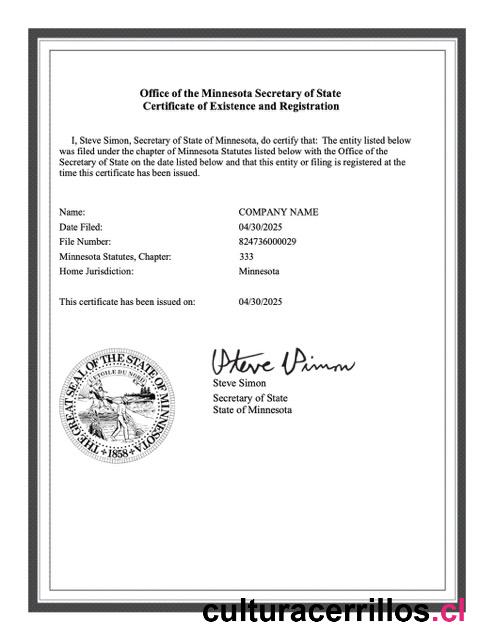 Office of the Minnesota Secretary of State
Certificate of Existence and Registration
I, Steve Simon, Secretary of State of Minnesota, do certify that: The entity listed below
was filed under the chapter of Minnesota Statutes listed below with the Office of the
Secretary of State on the date listed below and that this entity or filing is registered at the
time this certificate has been issued.
Name: COMPANY NAME
Date Filed: 04/30/2025
File Number: 824736000029
Minnesota Statutes, Chapter: 333
Home Jurisdiction: Minnesota
This certificate has been issued on: 04/30/2025
THE GREAT SEAL OF THE STATE OF MINNESOTA
L'ETOILE DU NORD
1858
Steve Simon
Steve Simon
Secretary of State
State of Minnesota
culturacerrillos.cl